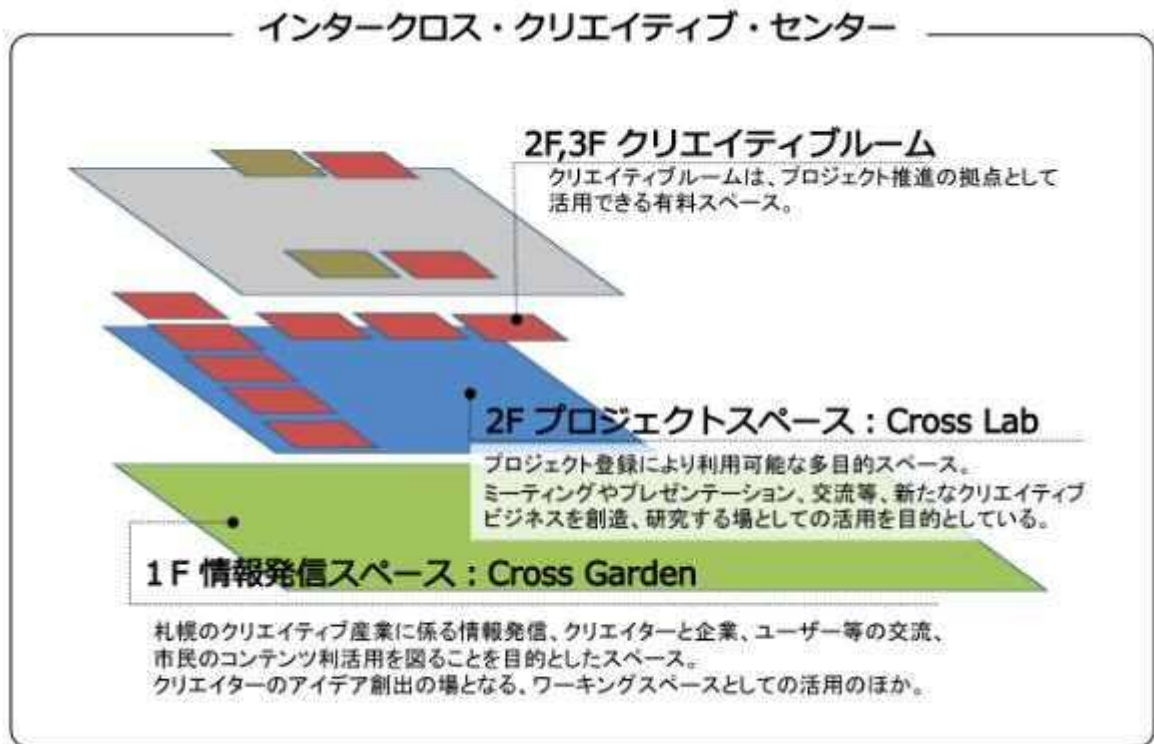 インタークロス・クリエイティブ・センター
2F,3F クリエイティブルーム
クリエイティブルームは、プロジェクト推進の拠点として
活用できる有料スペース。
2F プロジェクトスペース：Cross Lab
プロジェクト登録により利用可能な多目的スペース。
ミーティングやプレゼンテーション、交流等、新たなクリエイティブ
ビジネスを創造、研究する場としての活用を目的としている。
1F 情報発信スペース：Cross Garden
札幌のクリエイティブ産業に係る情報発信、クリエイターと企業、ユーザー等の交流、
市民のコンテンツ利活用を図ることを目的としたスペース。
クリエイターのアイデア創出の場となる、ワーキングスペースとしての活用のほか。